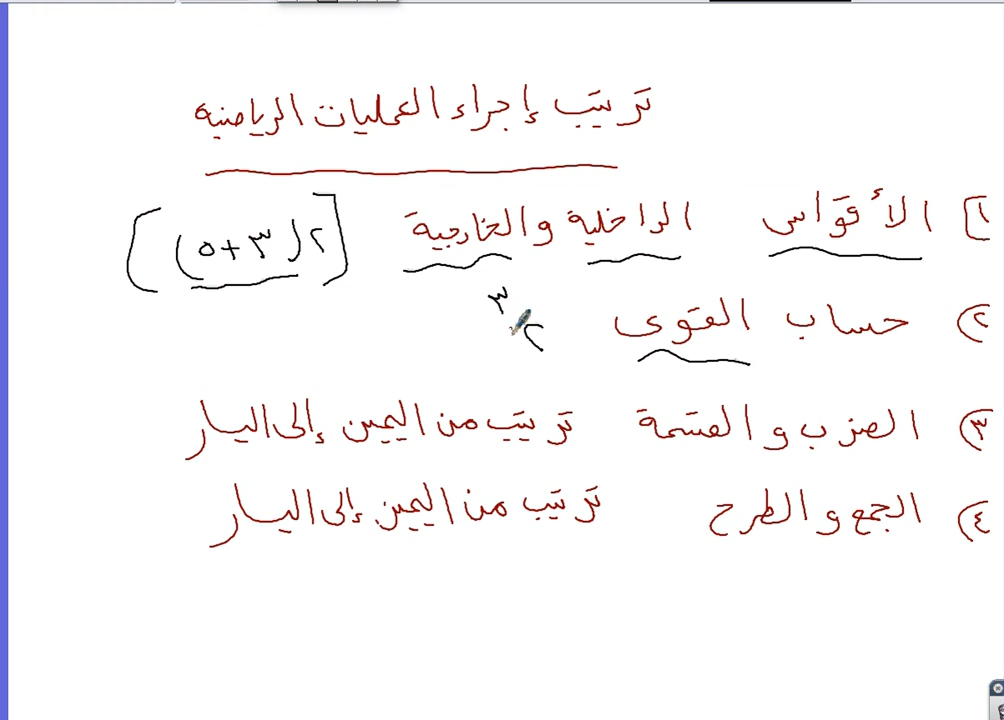 ترتيب إجراء العمليات الرياضية
١) الأقواس الداخلية والخارجية [٢(٣+٥)]
٢) حساب القوى ٢^٣
٣) الضرب والقسمة ترتيب من اليمين إلى اليسار
٤) الجمع والطرح ترتيب من اليمين إلى اليسار